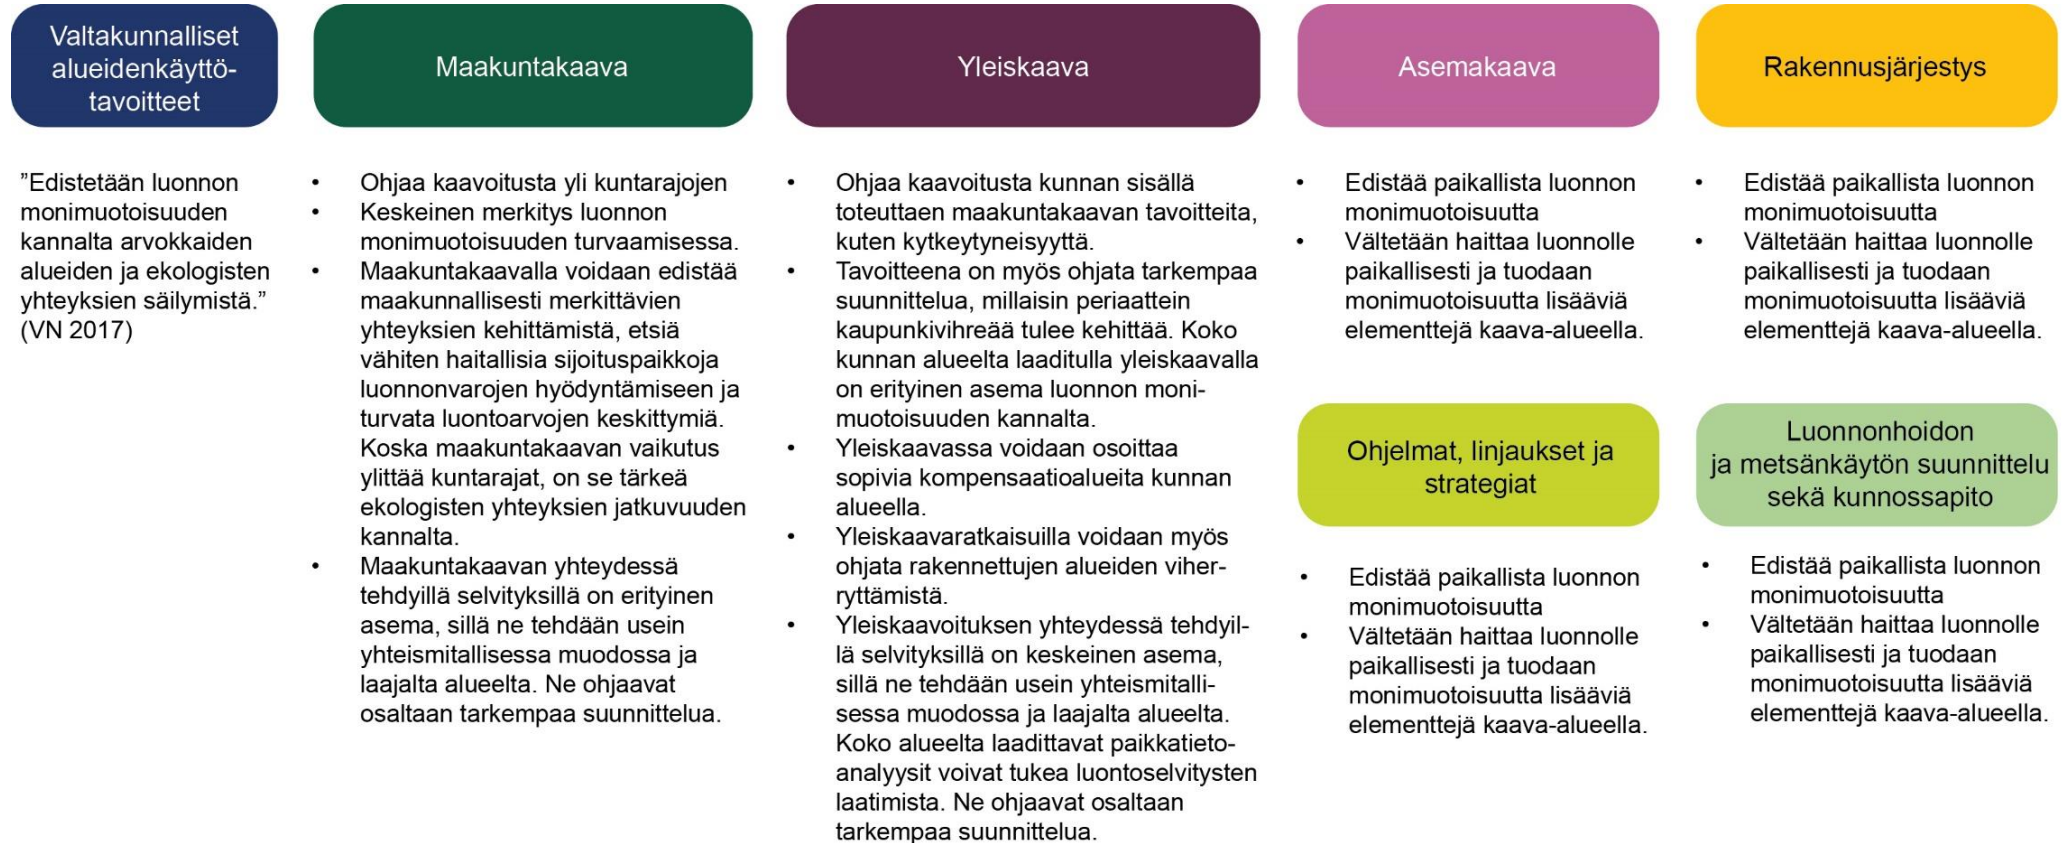 Valtakunnalliset
alueidenkäyttö-
tavoitteet
”Edistetään luonnon
monimuotoisuuden
kannalta arvokkaiden
alueiden ja ekologisten
yhteyksien säilymistä.”
(VN 2017)
Maakuntakaava
• Ohjaa kaavoitusta yli kuntarajojen
• Keskeinen merkitys luonnon
monimuotoisuuden turvaamisessa.
• Maakuntakaavalla voidaan edistää
maakunnallisesti merkittävien
yhteyksien kehittämistä, etsiä
vähiten haitallisia sijoituspaikkoja
luonnonvarojen hyödyntämiseen ja
turvata luontoarvojen keskittymiä.
Koska maakuntakaavan vaikutus
ylittää kuntarajat, on se tärkeä
ekologisten yhteyksien jatkuvuuden
kannalta.
• Maakuntakaavan yhteydessä
tehdyillä selvityksillä on erityinen
asema, sillä ne tehdään usein
yhteismitallisessa muodossa ja
laajalta alueelta. Ne ohjaavat
osaltaan tarkempaa suunnittelua.
Yleiskaava
• Ohjaa kaavoitusta kunnan sisällä
toteuttaen maakuntakaavan tavoitteita,
kuten kytkeytyneisyyttä.
• Tavoitteena on myös ohjata tarkempaa
suunnittelua, millaisin periaattein
kaupunkivihreää tulee kehittää. Koko
kunnan alueelta laaditulla yleiskaavalla
on erityinen asema luonnon moni-
muotoisuuden kannalta.
• Yleiskaavassa voidaan osoittaa
sopivia kompensaatioalueita kunnan
alueella.
• Yleiskaavaratkaisuilla voidaan myös
ohjata rakennettujen alueiden viher-
ryttämistä.
• Yleiskaavoituksen yhteydessä tehdyil-
lä selvityksillä on keskeinen asema,
sillä ne tehdään usein yhteismitalli-
sessa muodossa ja laajalta alueelta.
Koko alueelta laadittavat paikkatieto-
analyysit voivat tukea luontoselvitysten
laatimista. Ne ohjaavat osaltaan
tarkempaa suunnittelua.
Asemakaava
• Edistää paikallista luonnon
monimuotoisuutta
• Vältetään haittaa luonnolle
paikallisesti ja tuodaan
monimuotoisuutta lisääviä
elementtejä kaava-alueella.
Rakennusjärjestys
• Edistää paikallista luonnon
monimuotoisuutta
• Vältetään haittaa luonnolle
paikallisesti ja tuodaan
monimuotoisuutta lisääviä
elementtejä kaava-alueella.
Ohjelmat, linjaukset ja
strategiat
• Edistää paikallista luonnon
monimuotoisuutta
• Vältetään haittaa luonnolle
paikallisesti ja tuodaan
monimuotoisuutta lisääviä
elementtejä kaava-alueella.
Luonnonhoidon
ja metsänkäytön suunnittelu
sekä kunnossapito
• Edistää paikallista luonnon
monimuotoisuutta
• Vältetään haittaa luonnolle
paikallisesti ja tuodaan
monimuotoisuutta lisääviä
elementtejä kaava-alueella.